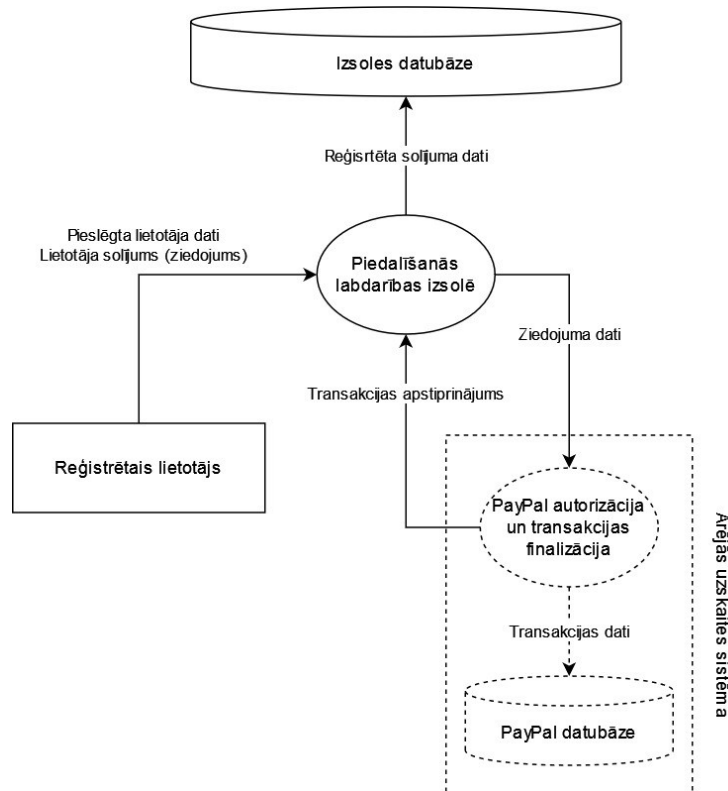 Izsoles datubāze
Reģisrtēta solījuma dati
Pieslēgta lietotāja dati
Lietotāja solījums (ziedojums)
Piedalīšanās
labdarības izsolē
Ziedojuma dati
Transakcijas apstiprinājums
Reģistrētais lietotājs
PayPal autorizācija
un transakcijas
finalizācija
Ārējās uzskaites sistēma
Transakcijas dati
PayPal datubāze